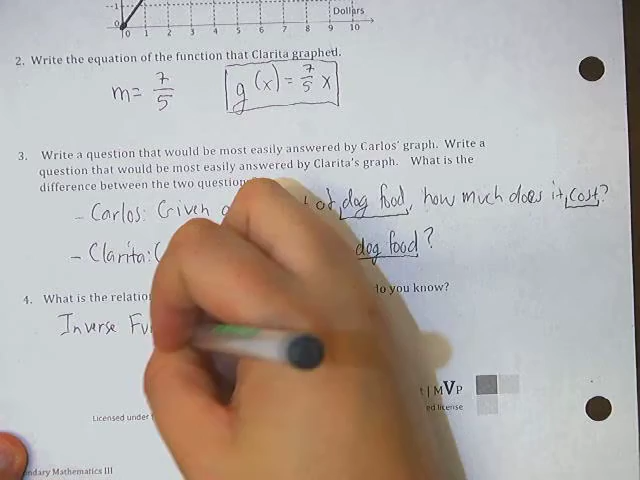 1
0
0 1 2 3 4 5 6 7 8 9 10
Dollars
2. Write the equation of the function that Clarita graphed.
m = 7/5 g(x) = 7/5 x
3. Write a question that would be most easily answered by Carlos' graph. Write a
question that would be most easily answered by Clarita's graph. What is the
difference between the two question
- Carlos: Given of dog food, how much does it cost?
- Clarita: dog food?
4. What is the do you know?
Inverse
t | MVP
Licensed under ed license
ndary Mathematics III